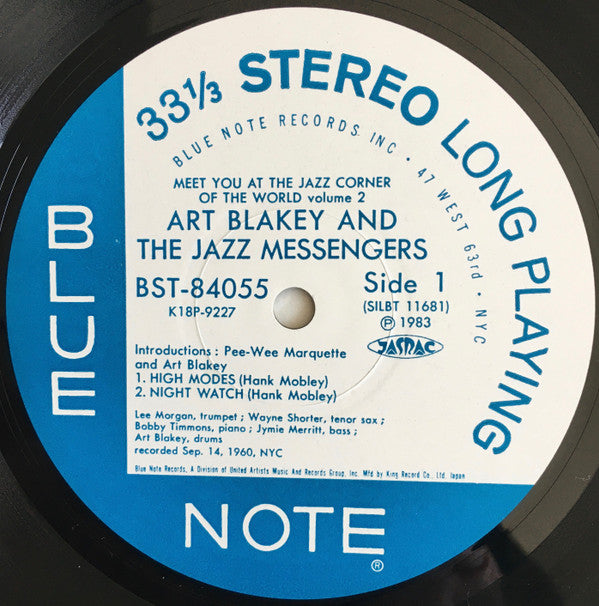 33⅓ STEREO LONG PLAYING
BLUE NOTE RECORDS INC • 47 WEST 63rd • NYC
MEET YOU AT THE JAZZ CORNER
OF THE WORLD volume 2
ART BLAKEY AND
THE JAZZ MESSENGERS
BST-84055
Side 1
K18P-9227
(SILBT 11681)
Ⓟ 1983
JASRAC
Introductions : Pee-Wee Marquette
and Art Blakey
1. HIGH MODES (Hank Mobley)
2. NIGHT WATCH (Hank Mobley)
Lee Morgan, trumpet ; Wayne Shorter, tenor sax ;
Bobby Timmons, piano ; Jymie Merritt, bass ;
Art Blakey, drums
recorded Sep. 14, 1960, NYC
Blue Note Records, A Division of United Artists Music And Records Group, Inc. Mfd by King Record Co., Ltd. Japan
BLUE
NOTE®